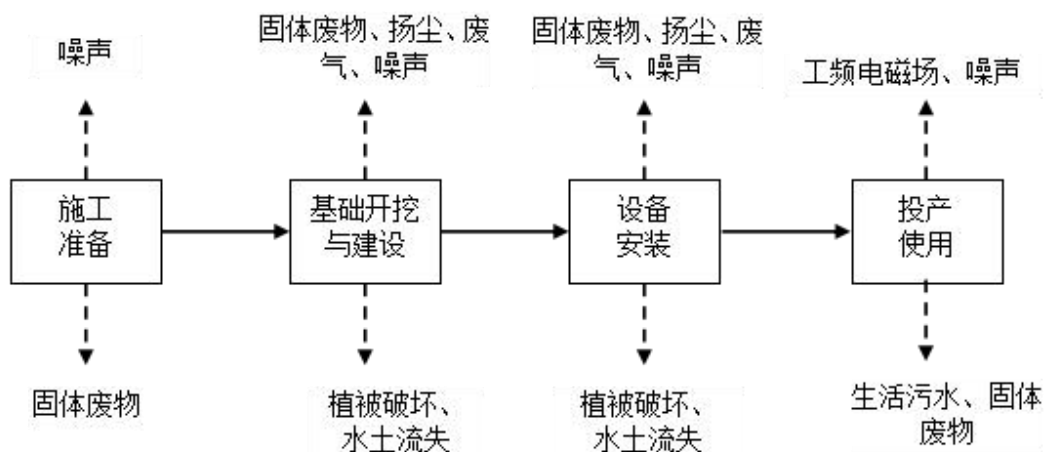 噪声
固体废物、扬尘、废
气、噪声
固体废物、扬尘、废
气、噪声
工频电磁场、噪声
施工
准备
基础开挖
与建设
设备
安装
投产
使用
固体废物
植被破坏、
水土流失
植被破坏、
水土流失
生活污水、固体
废物